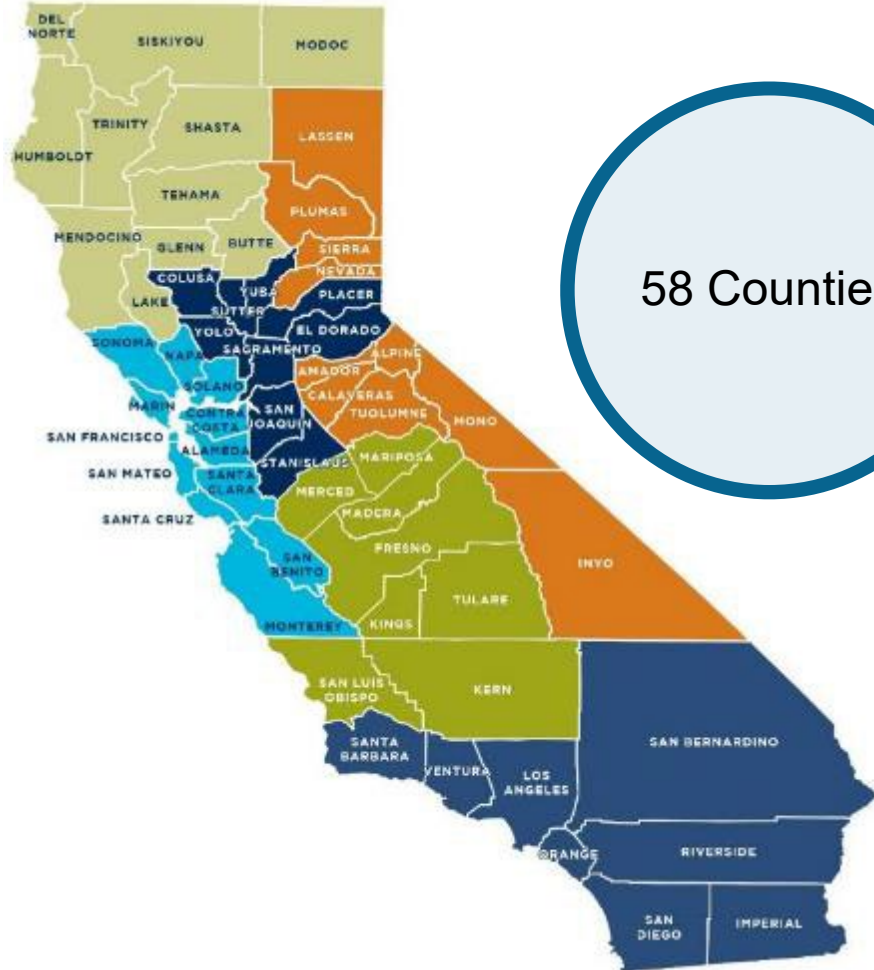 DEL
NORTE
SISKIYOU
MODOC
TRINITY
SHASTA
LASSEN
HUMBOLDT
TEHAMA
PLUMAS
MENDOCINO
GLENN
BUTTE
SIERRA
NEVADA
COLUSA
YUBA
PLACER
LAKE
SUTTER
58 Countie
YOLO
EL DORADO
SONOMA
NAPA
SACRAMENTO
ALPINE
AMADOR
SOLANO
CALAVERAS
MARIN
CONTRA
COSTA
SAN
JOAQUIN
TUOLUMNE
MONO
SAN FRANCISCO
ALAMEDA
STANISLAUS
MARIPOSA
SAN MATEO
SANTA
CLARA
MERCED
MADERA
SANTA CRUZ
FRESNO
SAN
BENITO
INYO
TULARE
MONTEREY
KINGS
SAN LUIS
OBISPO
KERN
SANTA
BARBARA
SAN BERNARDINO
VENTURA
LOS
ANGELES
ORANGE
RIVERSIDE
SAN
DIEGO
IMPERIAL